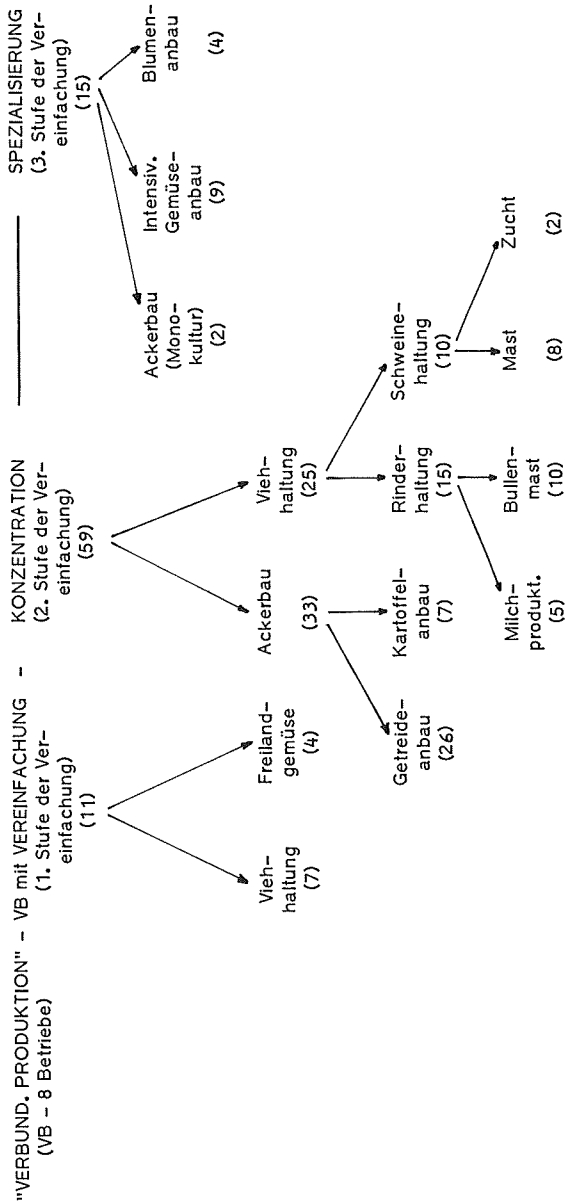 "VERBUND. PRODUKTION" – VB mit VEREINFACHUNG –
(VB – 8 Betriebe)
(1. Stufe der Ver-
einfachung)
(11)
KONZENTRATION
(2. Stufe der Ver-
einfachung)
(59)
SPEZIALISIERUNG
(3. Stufe der Ver-
einfachung)
(15)
Vieh-
haltung
(7)
Freiland-
gemüse
(4)
Ackerbau
(33)
Vieh-
haltung
(25)
Ackerbau
(Mono-
kultur)
(2)
Intensiv.
Gemüse-
anbau
(9)
Blumen-
anbau
(4)
Getreide-
anbau
(26)
Kartoffel-
anbau
(7)
Rinder-
haltung
(15)
Schweine-
haltung
(10)
Milch-
produkt.
(5)
Bullen-
mast
(10)
Mast
(8)
Zucht
(2)